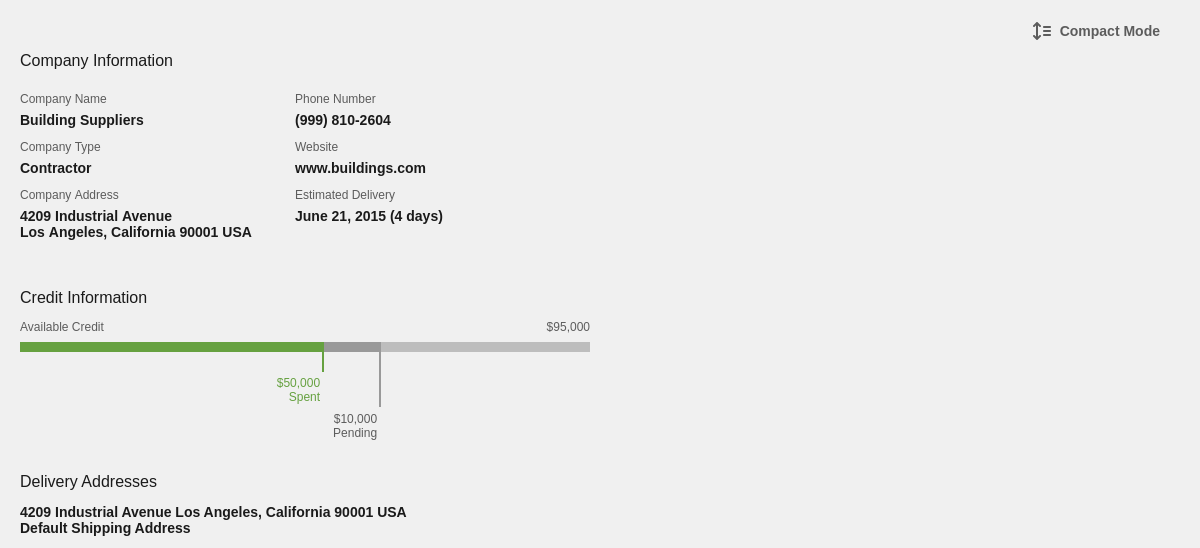 Compact Mode
Company Information
Company Name
Building Suppliers
Phone Number
(999) 810-2604
Company Type
Contractor
Website
www.buildings.com
Company Address
4209 Industrial Avenue
Los Angeles, California 90001 USA
Estimated Delivery
June 21, 2015 (4 days)
Credit Information
Available Credit
$95,000
$50,000
Spent
$10,000
Pending
Delivery Addresses
4209 Industrial Avenue Los Angeles, California 90001 USA
Default Shipping Address